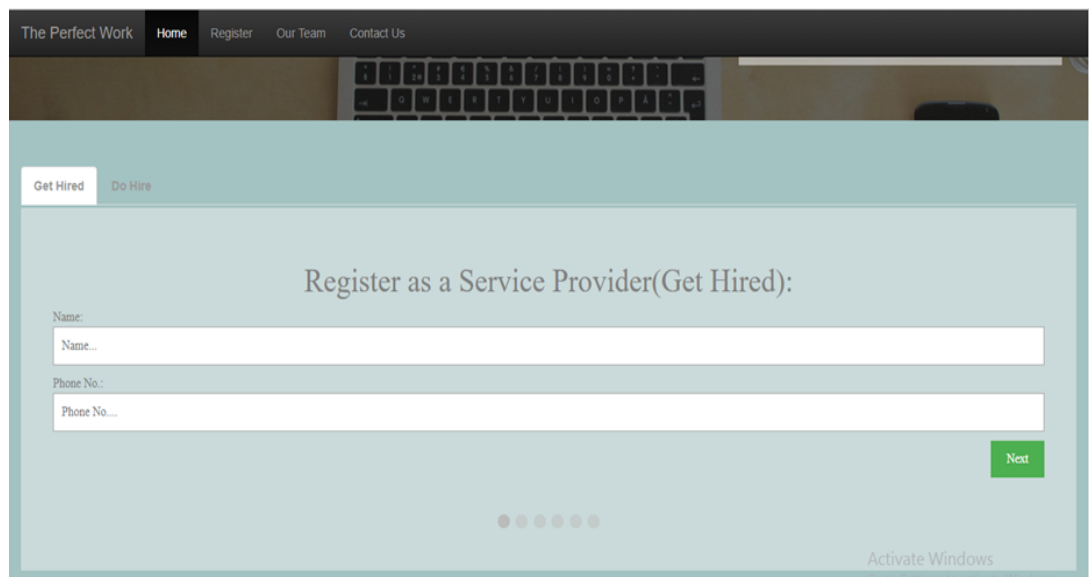 The Perfect Work Home Register Our Team Contact Us
Q W E R T Y U I O P Å
Get Hired Do Hire
Register as a Service Provider(Get Hired):
Name:
Name...
Phone No.:
Phone No....
Next
Activate Windows